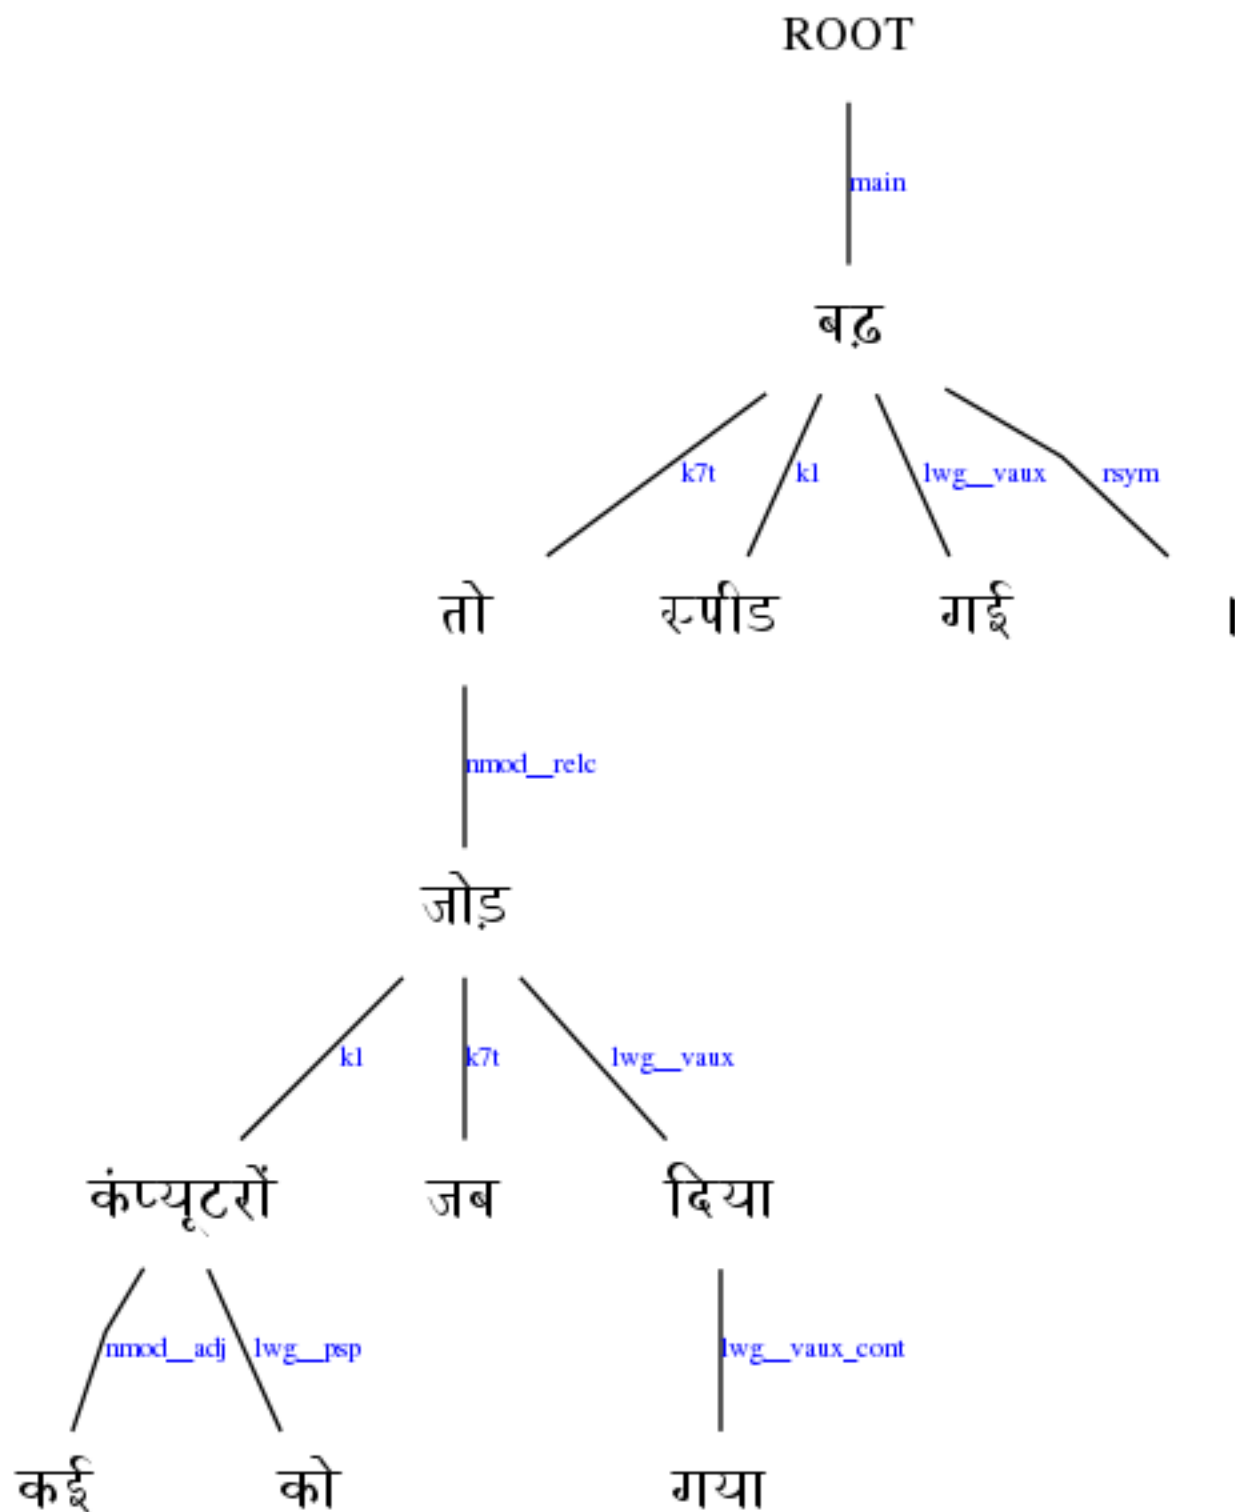 ROOT
main
बढ़
k7t k1 lwg__vaux rsym
तो स्पीड गई ।
nmod__relc
जोड़
k1 k7t lwg__vaux
कंप्यूटरों जब दिया
nmod__adj lwg__psp lwg__vaux_cont
कई को गया